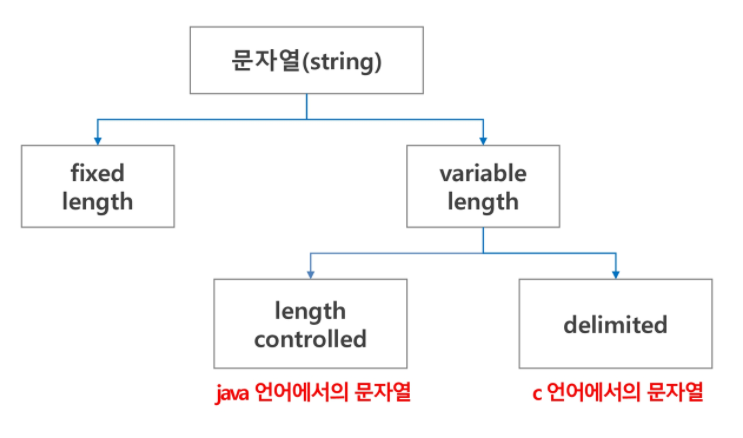 문자열(string)
fixed
length
variable
length
length
controlled
delimited
java 언어에서의 문자열
c 언어에서의 문자열